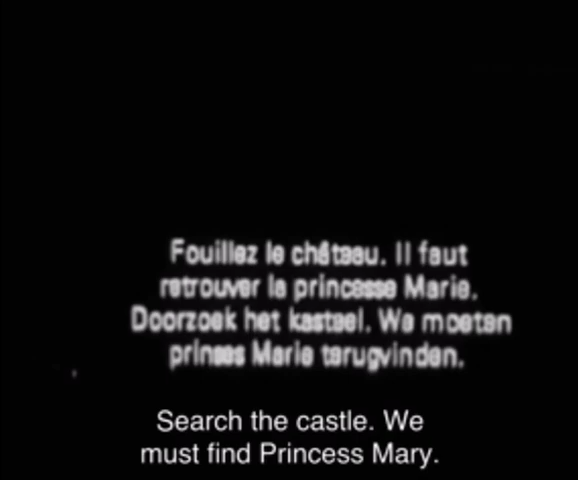 Fouillez le château. Il faut
retrouver la princesse Marie.
Doorzoek het kasteel. We moeten
prinses Marie terugvinden.
Search the castle. We
must find Princess Mary.